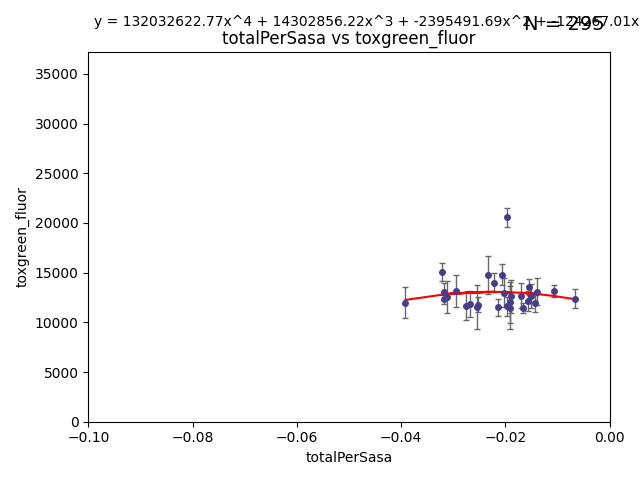 y = 132032622.77x^4 + 14302856.22x^3 + -2395491.69x^2 + -124267.01x
N = 295
totalPerSasa vs toxgreen_fluor
35000
30000
25000
20000
15000
10000
5000
0
toxgreen_fluor
−0.10 −0.08 −0.06 −0.04 −0.02 0.00
totalPerSasa